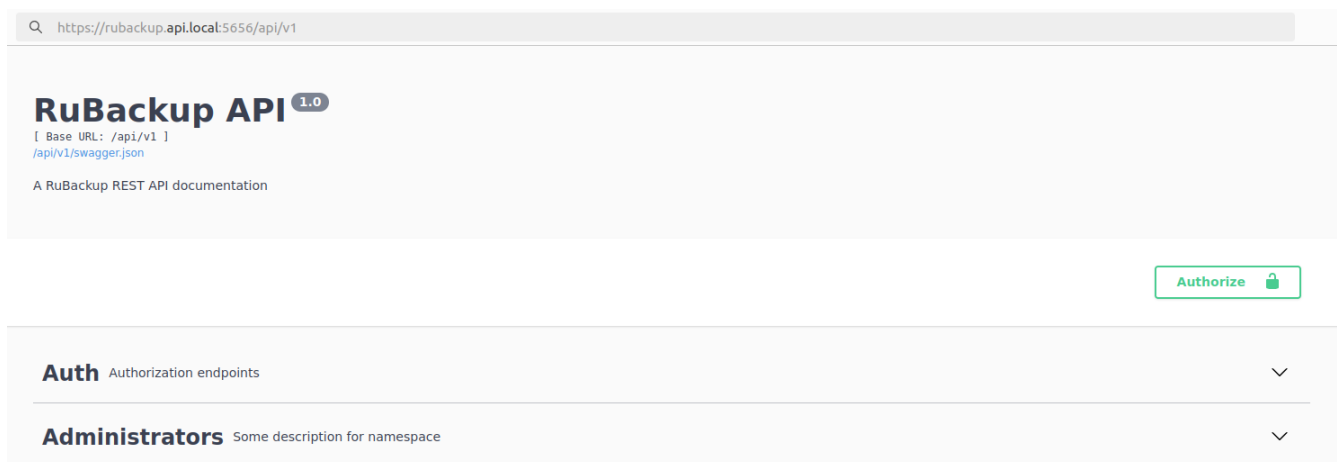 https://rubackup.api.local:5656/api/v1
RuBackup API 1.0
[ Base URL: /api/v1 ]
/api/v1/swagger.json
A RuBackup REST API documentation
Authorize
Auth Authorization endpoints
Administrators Some description for namespace